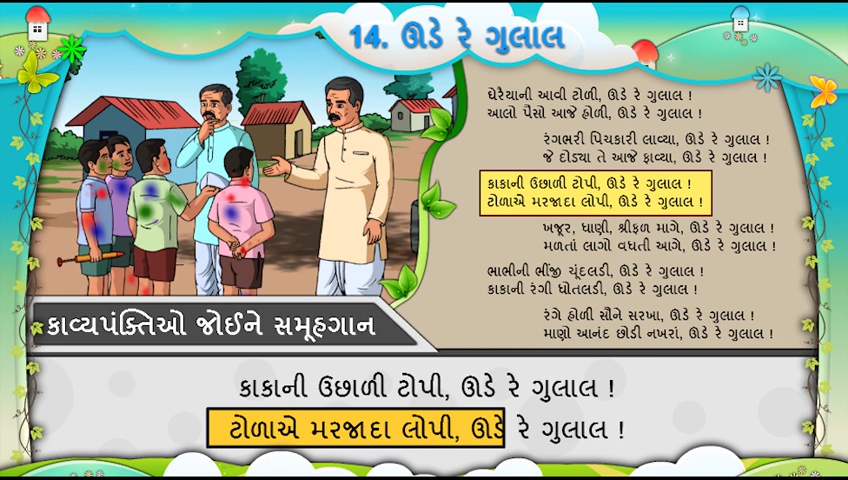 14. ઊડે રે ગુલાલ
ઘેરૈયાની આવી ટોળી, ઊડે રે ગુલાલ !
આલો પૈસો આજે હોળી, ઊડે રે ગુલાલ !
રંગભરી પિચકારી લાવ્યા, ઊડે રે ગુલાલ !
જે દોડ્યા તે આજે ફાવ્યા, ઊડે રે ગુલાલ !
કાકાની ઉછાળી ટોપી, ઊડે રે ગુલાલ !
ટોળાએ મરજાદા લોપી, ઊડે રે ગુલાલ !
ખજૂર, ધાણી, શ્રીફળ માગે, ઊડે રે ગુલાલ !
મળતાં લાગો વધતી આગે, ઊડે રે ગુલાલ !
ભાભીની ભીંજી ચૂંદલડી, ઊડે રે ગુલાલ !
કાકાની રંગી ધોતલડી, ઊડે રે ગુલાલ !
રંગે હોળી સૌને સરખા, ઊડે રે ગુલાલ !
માણો આનંદ છોડી નખરાં, ઊડે રે ગુલાલ !
કાવ્યપંક્તિઓ જોઈને સમૂહગાન
કાકાની ઉછાળી ટોપી, ઊડે રે ગુલાલ !
ટોળાએ મરજાદા લોપી, ઊડે રે ગુલાલ !